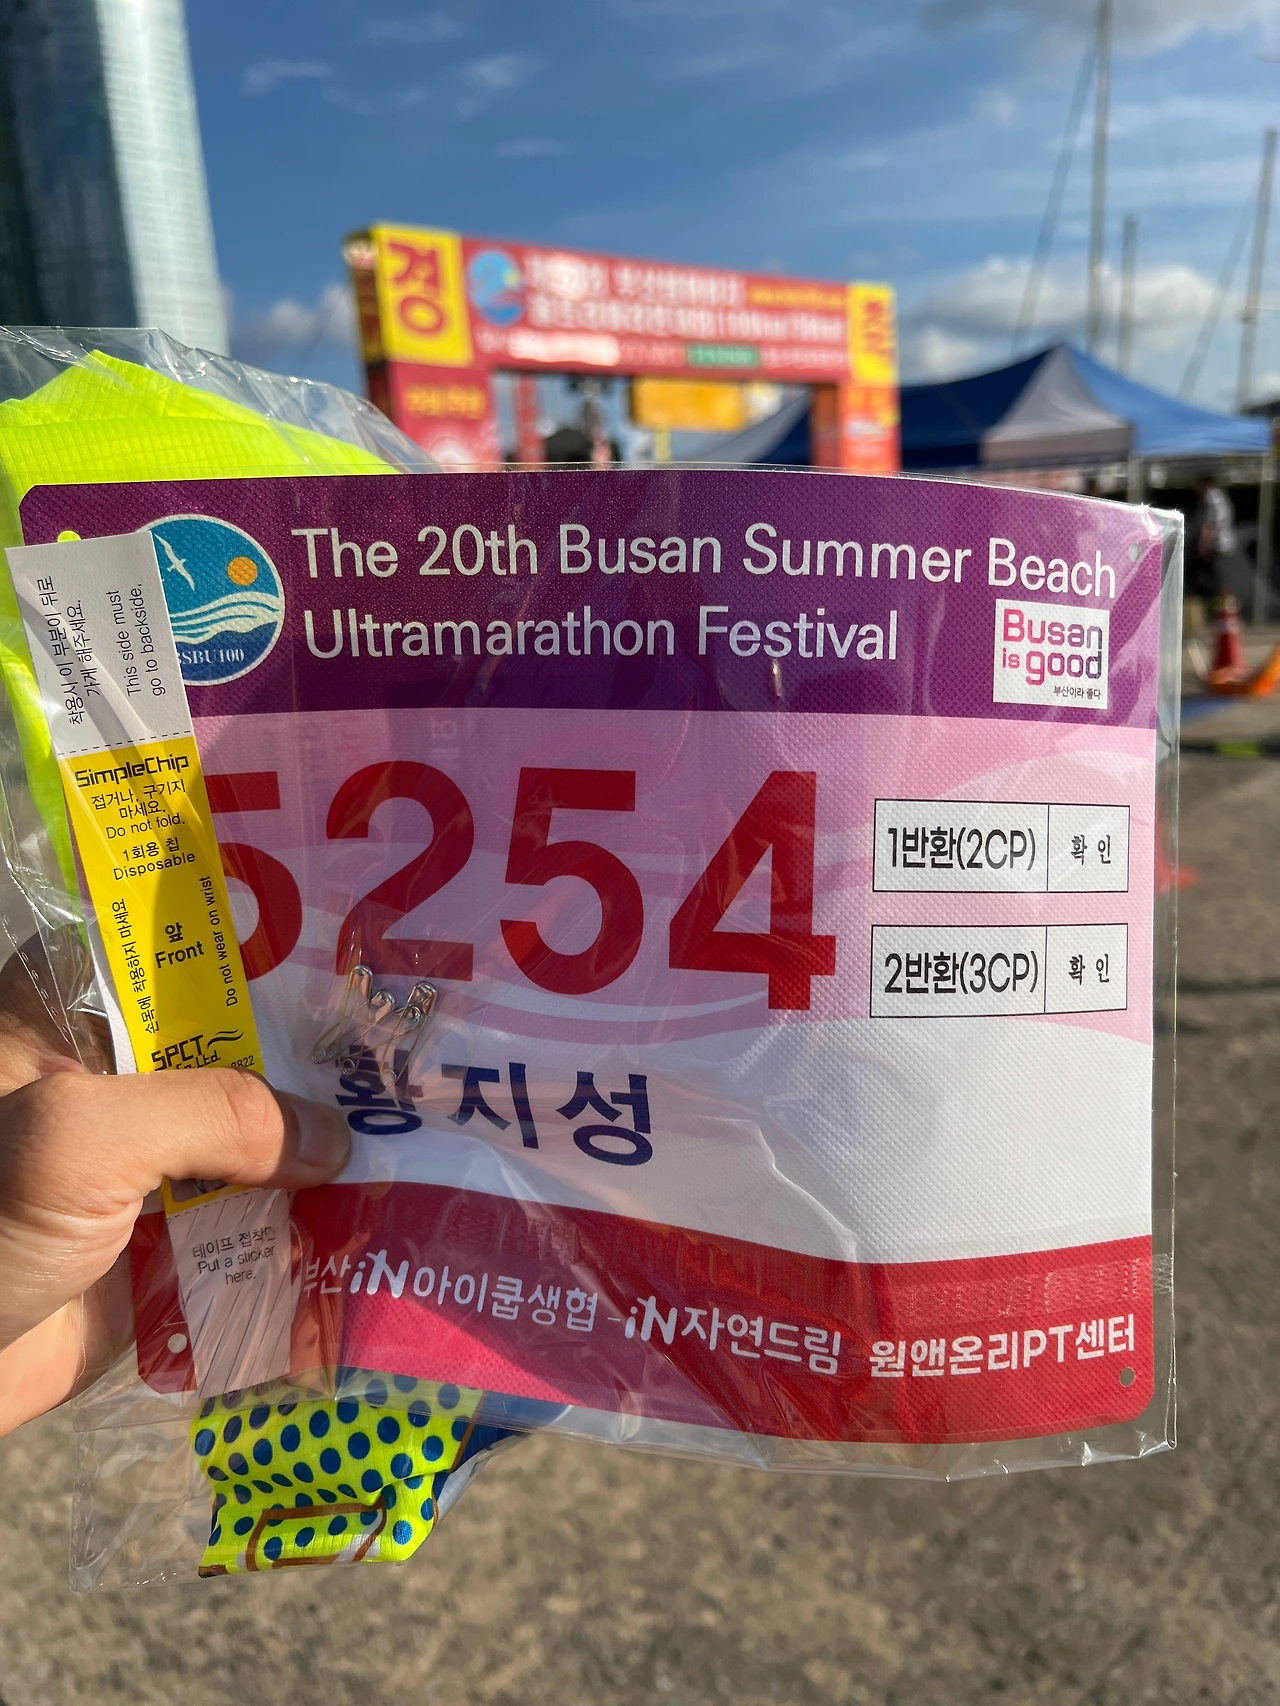 경
The 20th Busan Summer Beach
Ultramarathon Festival
SBU100
Busan
is good
부산이라 좋다
착용시 이 부분이 뒤로
가게 해주세요.
This side must
go to backside.
SimpleChip
접거나, 구기지
마세요.
Do not fold.
1회용 칩
Disposable
손목에 착용하지 마세요
앞
Front
Do not wear on wrist
SPCT
5254
1반환(2CP) 확인
2반환(3CP) 확인
황지성
테이프 접착면
Put a sticker
here.
부산iN아이쿱생협 iN자연드림 원앤온리PT센터